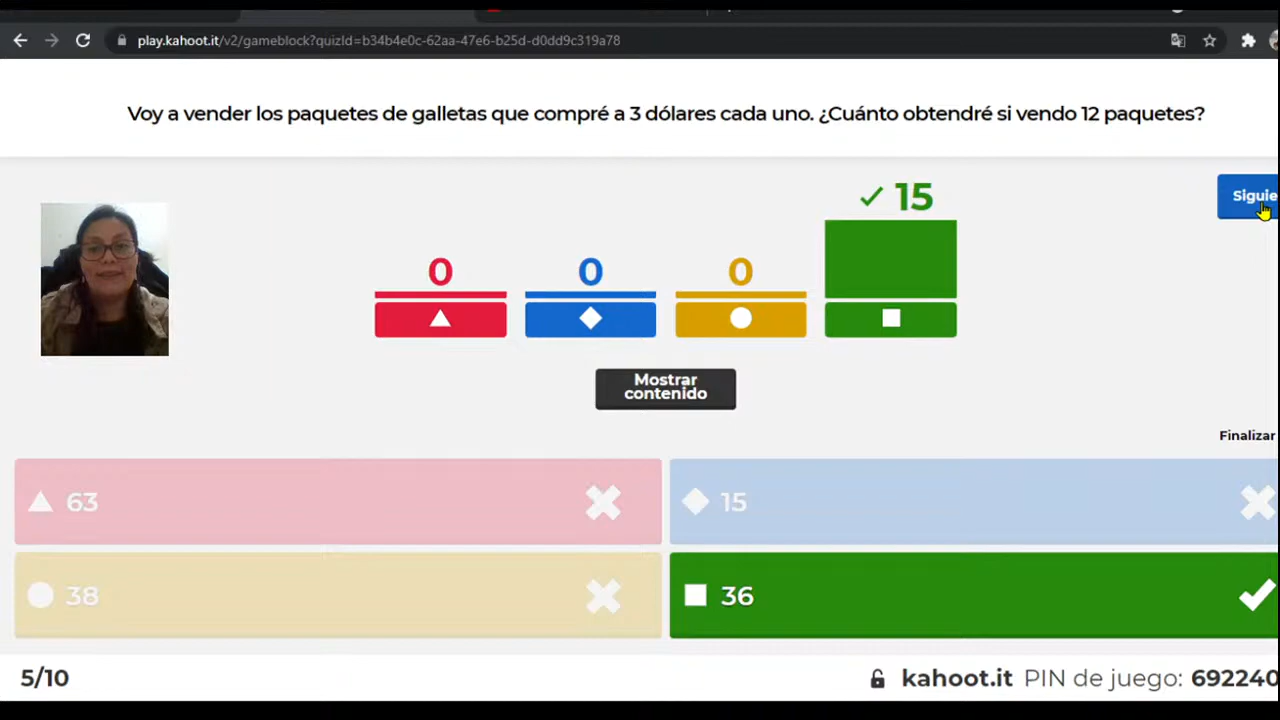 play.kahoot.it/v2/gameblock?quizId=b34b4e0c-62aa-47e6-b25d-d0dd9c319a78
Voy a vender los paquetes de galletas que compré a 3 dólares cada uno. ¿Cuánto obtendré si vendo 12 paquetes?
15
Siguie
0 0 0
Mostrar
contenido
Finalizar
63
15
38
36
5/10
kahoot.it PIN de juego: 692240